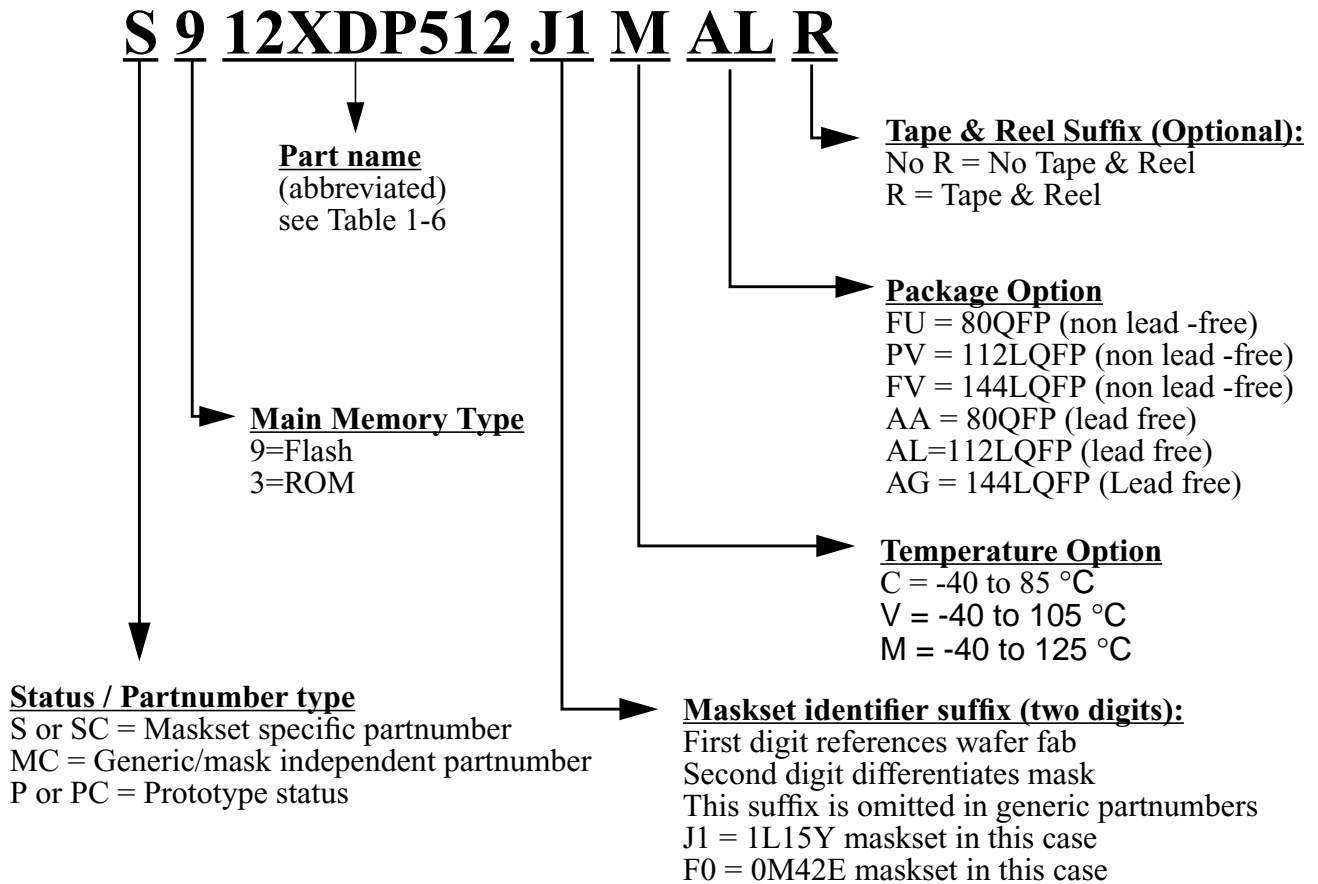 S 9 12XDP512 J1 M AL R
Tape & Reel Suffix (Optional):
No R = No Tape & Reel
R = Tape & Reel
Part name
(abbreviated)
see Table 1-6
Package Option
FU = 80QFP (non lead -free)
PV = 112LQFP (non lead -free)
FV = 144LQFP (non lead -free)
AA = 80QFP (lead free)
AL=112LQFP (lead free)
AG = 144LQFP (Lead free)
Main Memory Type
9=Flash
3=ROM
Temperature Option
C = -40 to 85 °C
V = -40 to 105 °C
M = -40 to 125 °C
Status / Partnumber type
S or SC = Maskset specific partnumber
MC = Generic/mask independent partnumber
P or PC = Prototype status
Maskset identifier suffix (two digits):
First digit references wafer fab
Second digit differentiates mask
This suffix is omitted in generic partnumbers
J1 = 1L15Y maskset in this case
F0 = 0M42E maskset in this case